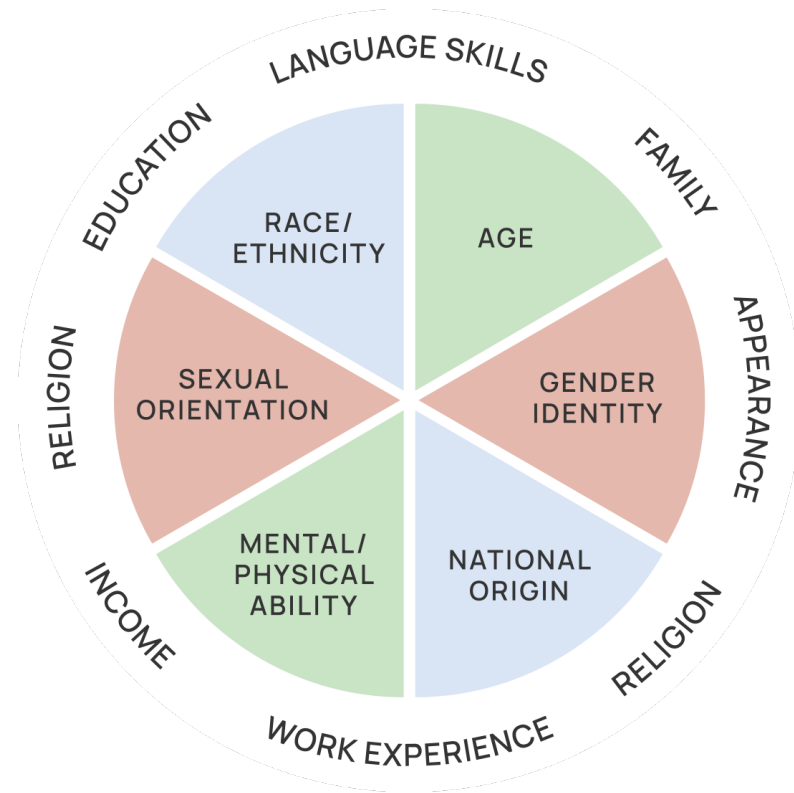 LANGUAGE SKILLS
FAMILY
APPEARANCE
RELIGION
WORK EXPERIENCE
INCOME
RELIGION
EDUCATION
RACE/
ETHNICITY
AGE
GENDER
IDENTITY
NATIONAL
ORIGIN
MENTAL/
PHYSICAL
ABILITY
SEXUAL
ORIENTATION